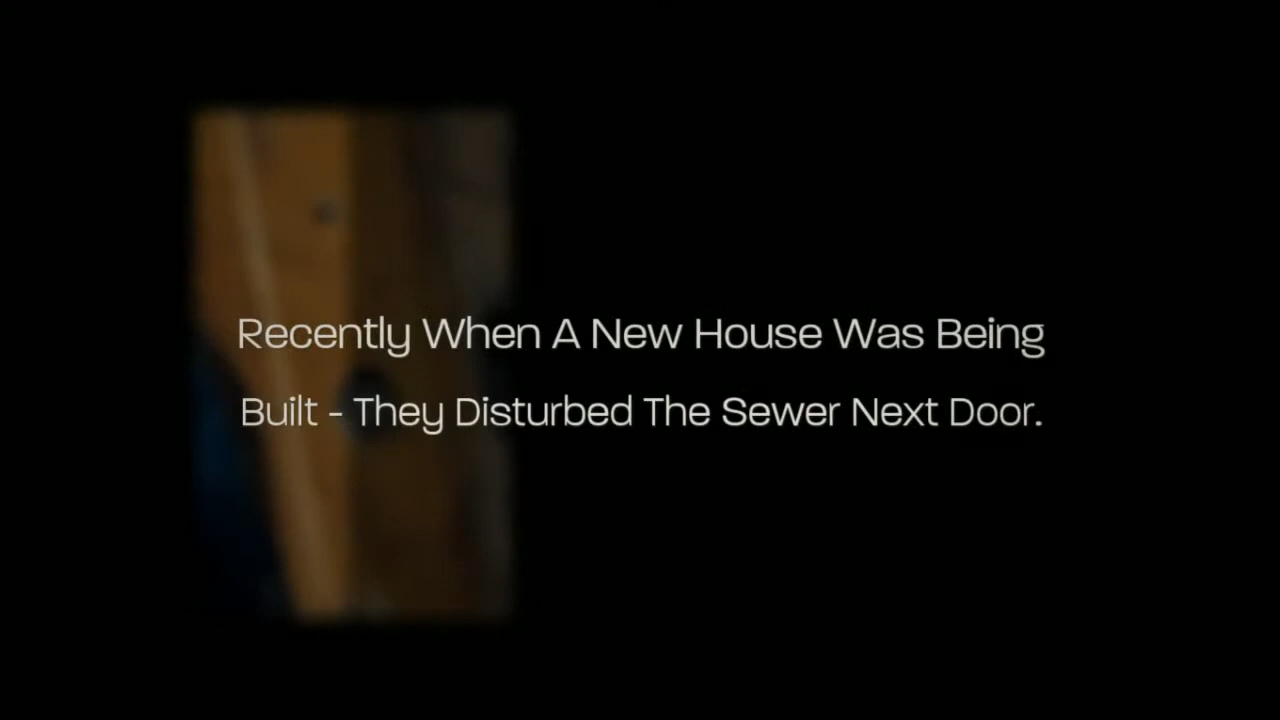 Recently When A New House Was Being
Built - They Disturbed The Sewer Next Door.